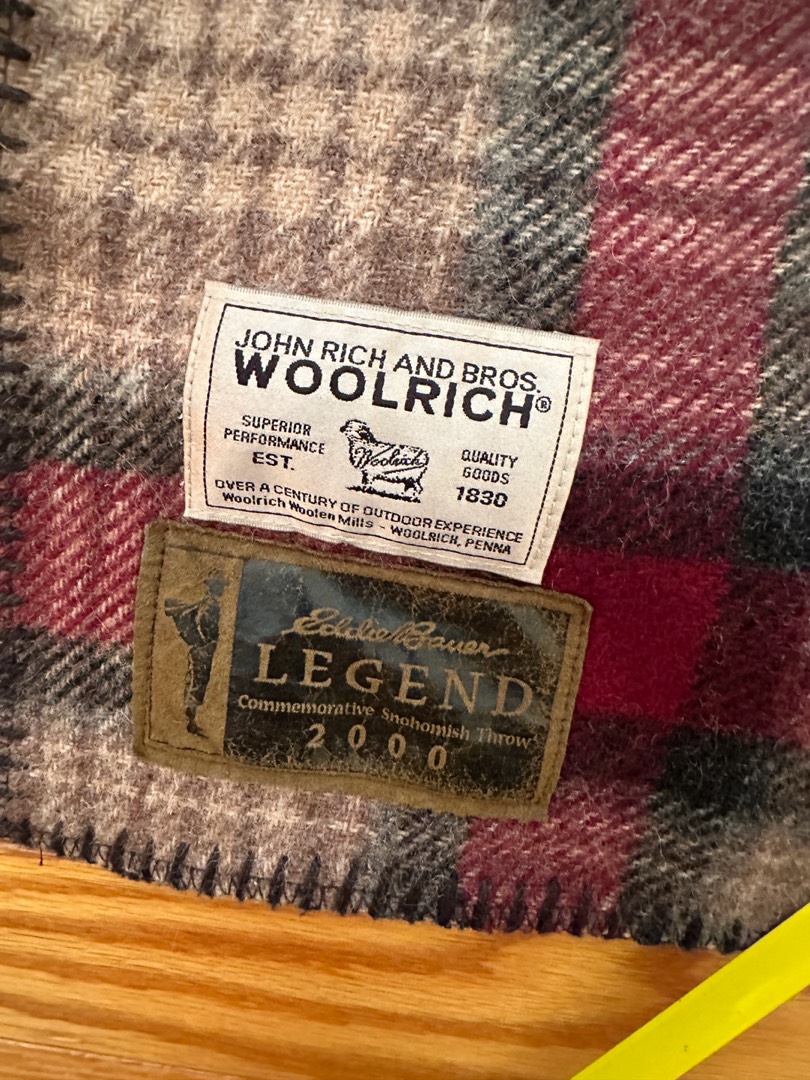 JOHN RICH AND BROS.
WOOLRICH®
SUPERIOR
PERFORMANCE
EST.
Woolrich
QUALITY
GOODS
1830
OVER A CENTURY OF OUTDOOR EXPERIENCE
Woolrich Woolen Mills - WOOLRICH, PENNA
Eddie Bauer
LEGEND™
Commemorative Snohomish Throw
2000